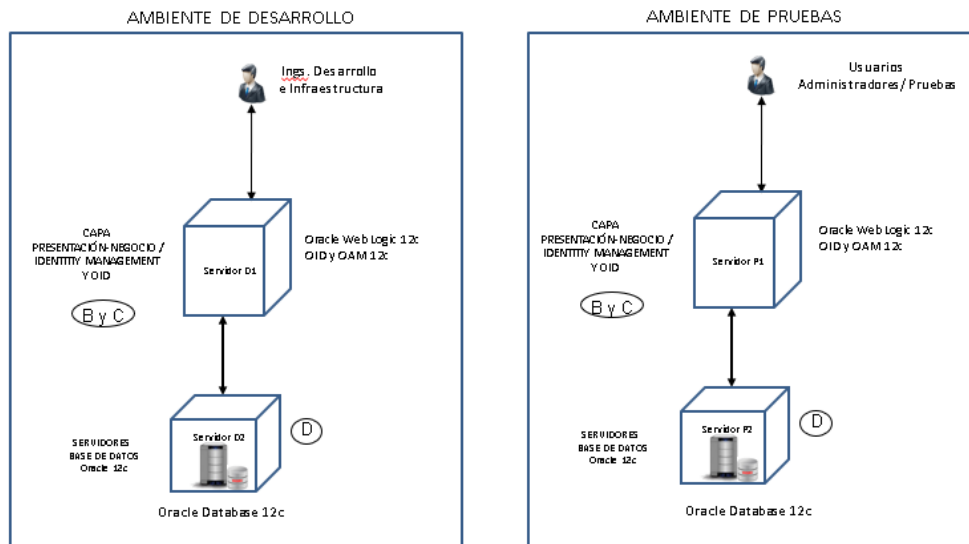 AMBIENTE DE DESARROLLO
Ings. Desarrollo
e Infraestructura
CAPA
PRESENTACIÓN-NEGOCIO /
IDENTITIY MANAGEMENT
Y OID
Servidor D1
Oracle Web Logic 12c
OID y OAM 12c
B y C
Servidor D2
D
SERVIDORES
BASE DE DATOS
Oracle 12c
Oracle Database 12c
AMBIENTE DE PRUEBAS
Usuarios
Administradores/ Pruebas
CAPA
PRESENTACIÓN-NEGOCIO /
IDENTITIY MANAGEMENT
Y OID
Servidor P1
Oracle Web Logic 12c
OID y OAM 12c
B y C
Servidor P2
D
SERVIDORES
BASE DE DATOS
Oracle 12c
Oracle Database 12c